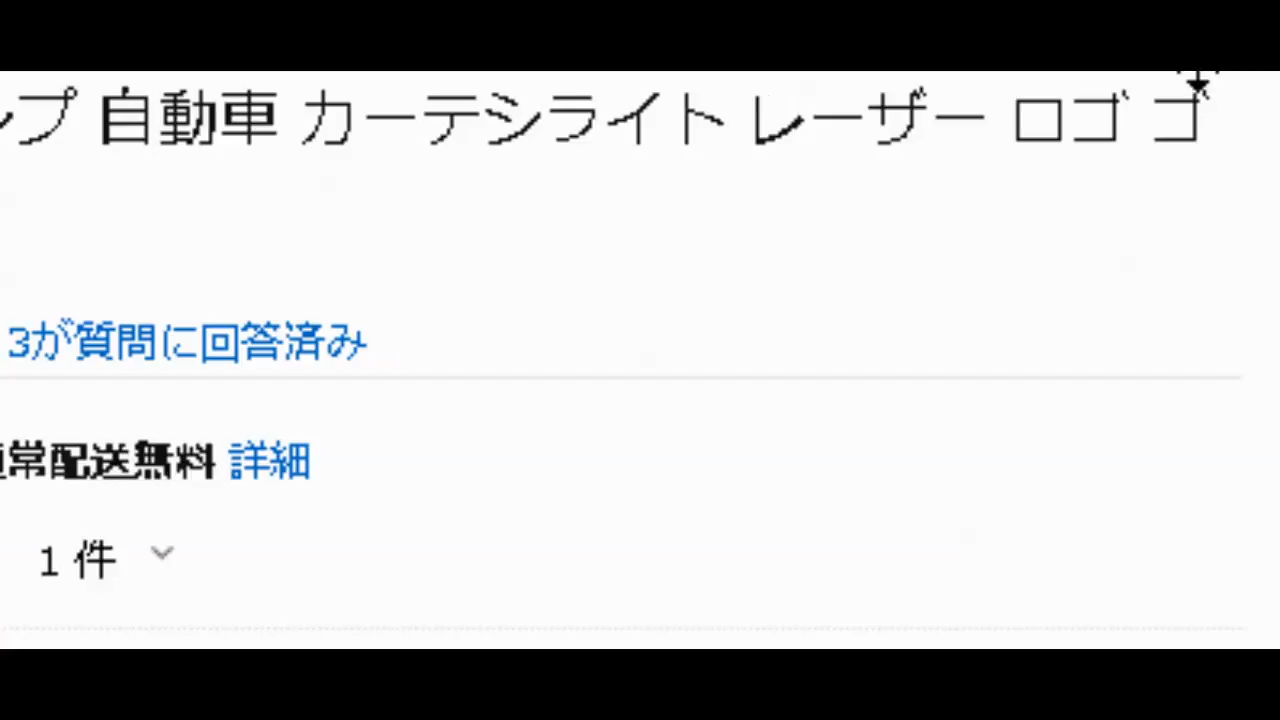 ンプ 自動車 カーテシライト レーザー ロゴ ゴ
3が質問に回答済み
通常配送無料 詳細
1 件